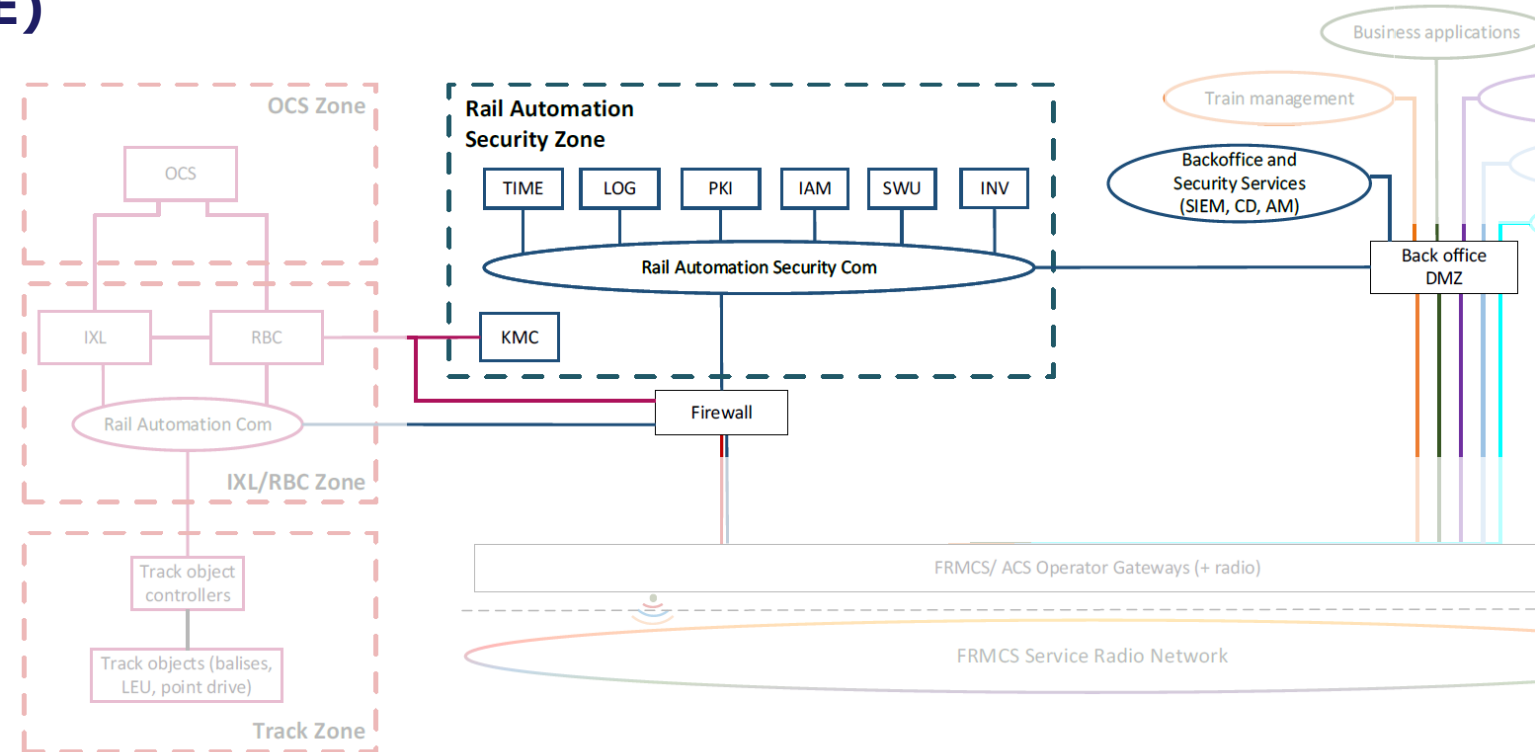 E)
Business applications
OCS Zone
Rail Automation
Security Zone
Train management
OCS
TIME
LOG
PKI
IAM
SWU
INV
Backoffice and
Security Services
(SIEM, CD, AM)
Rail Automation Security Com
Back office
DMZ
IXL
RBC
KMC
Firewall
Rail Automation Com
IXL/RBC Zone
Track object
controllers
FRMCS/ ACS Operator Gateways (+ radio)
Track objects (balises,
LEU, point drive)
FRMCS Service Radio Network
Track Zone